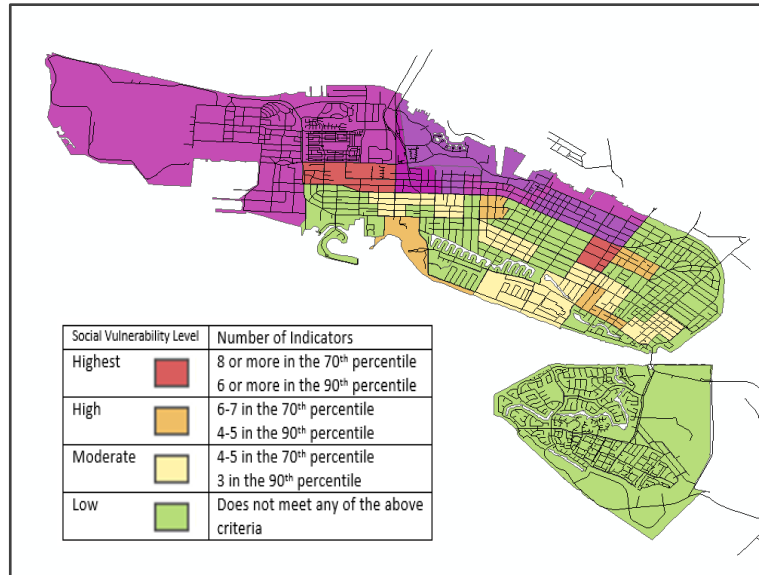 Social Vulnerability Level Number of Indicators
Highest 8 or more in the 70th percentile
6 or more in the 90th percentile
High 6-7 in the 70th percentile
4-5 in the 90th percentile
Moderate 4-5 in the 70th percentile
3 in the 90th percentile
Low Does not meet any of the above
criteria